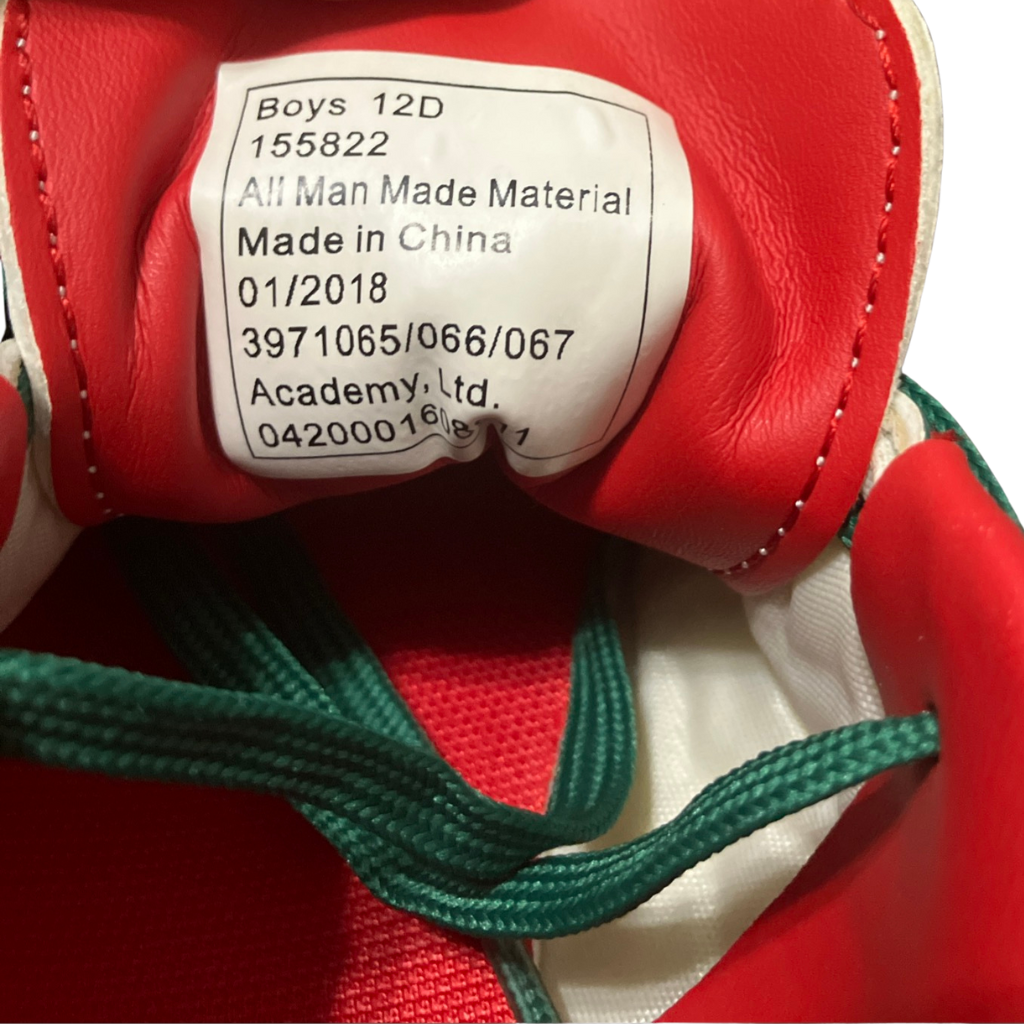 Boys 12D
155822
All Man Made Material
Made in China
01/2018
3971065/066/067
Academy, Ltd.